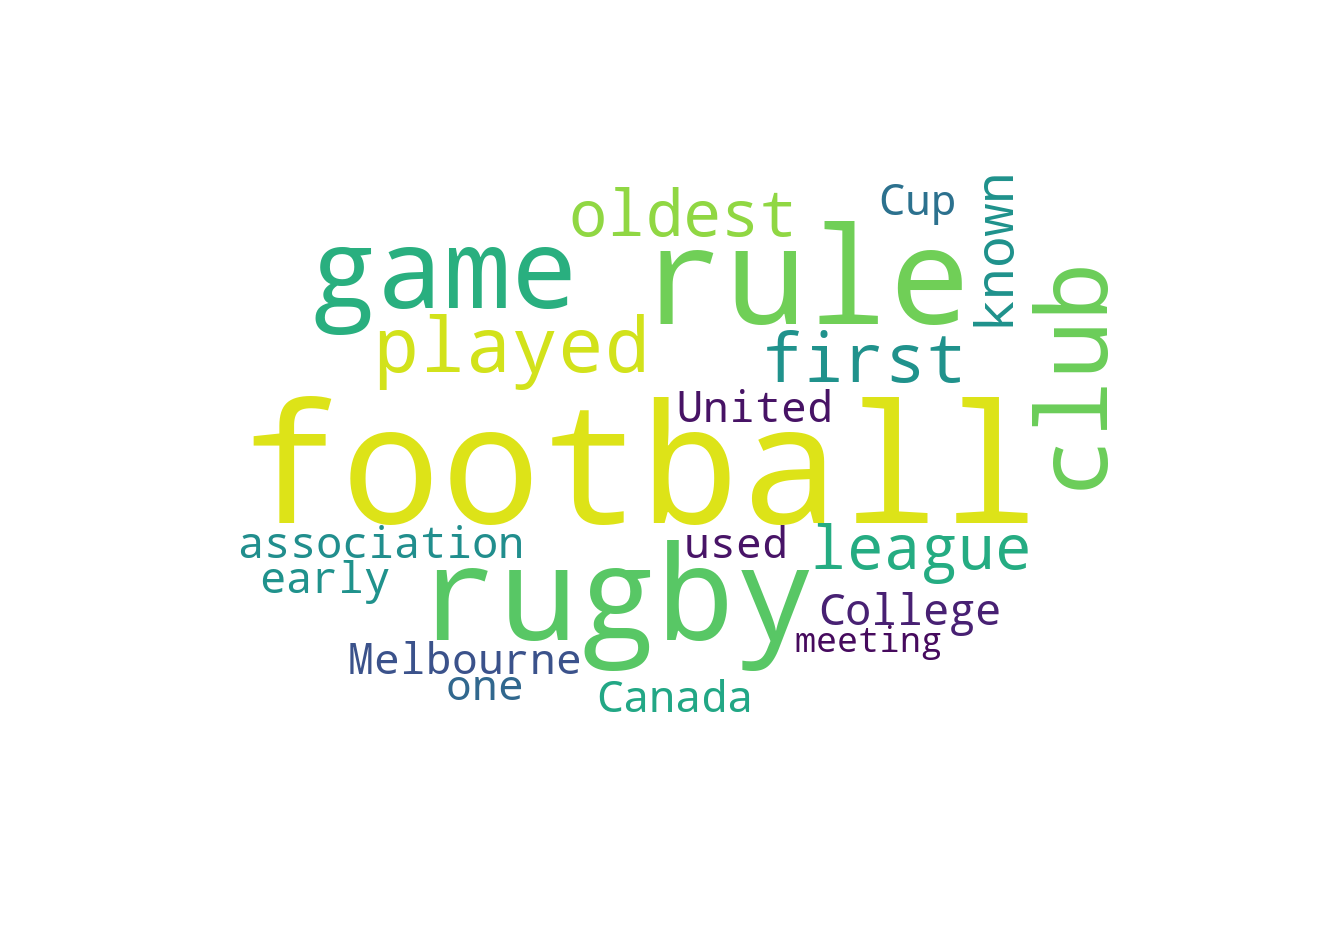 oldest
Cup
known
game
rule
club
played
first
United
football
association
used
league
early
rugby
College
meeting
Melbourne
one
Canada